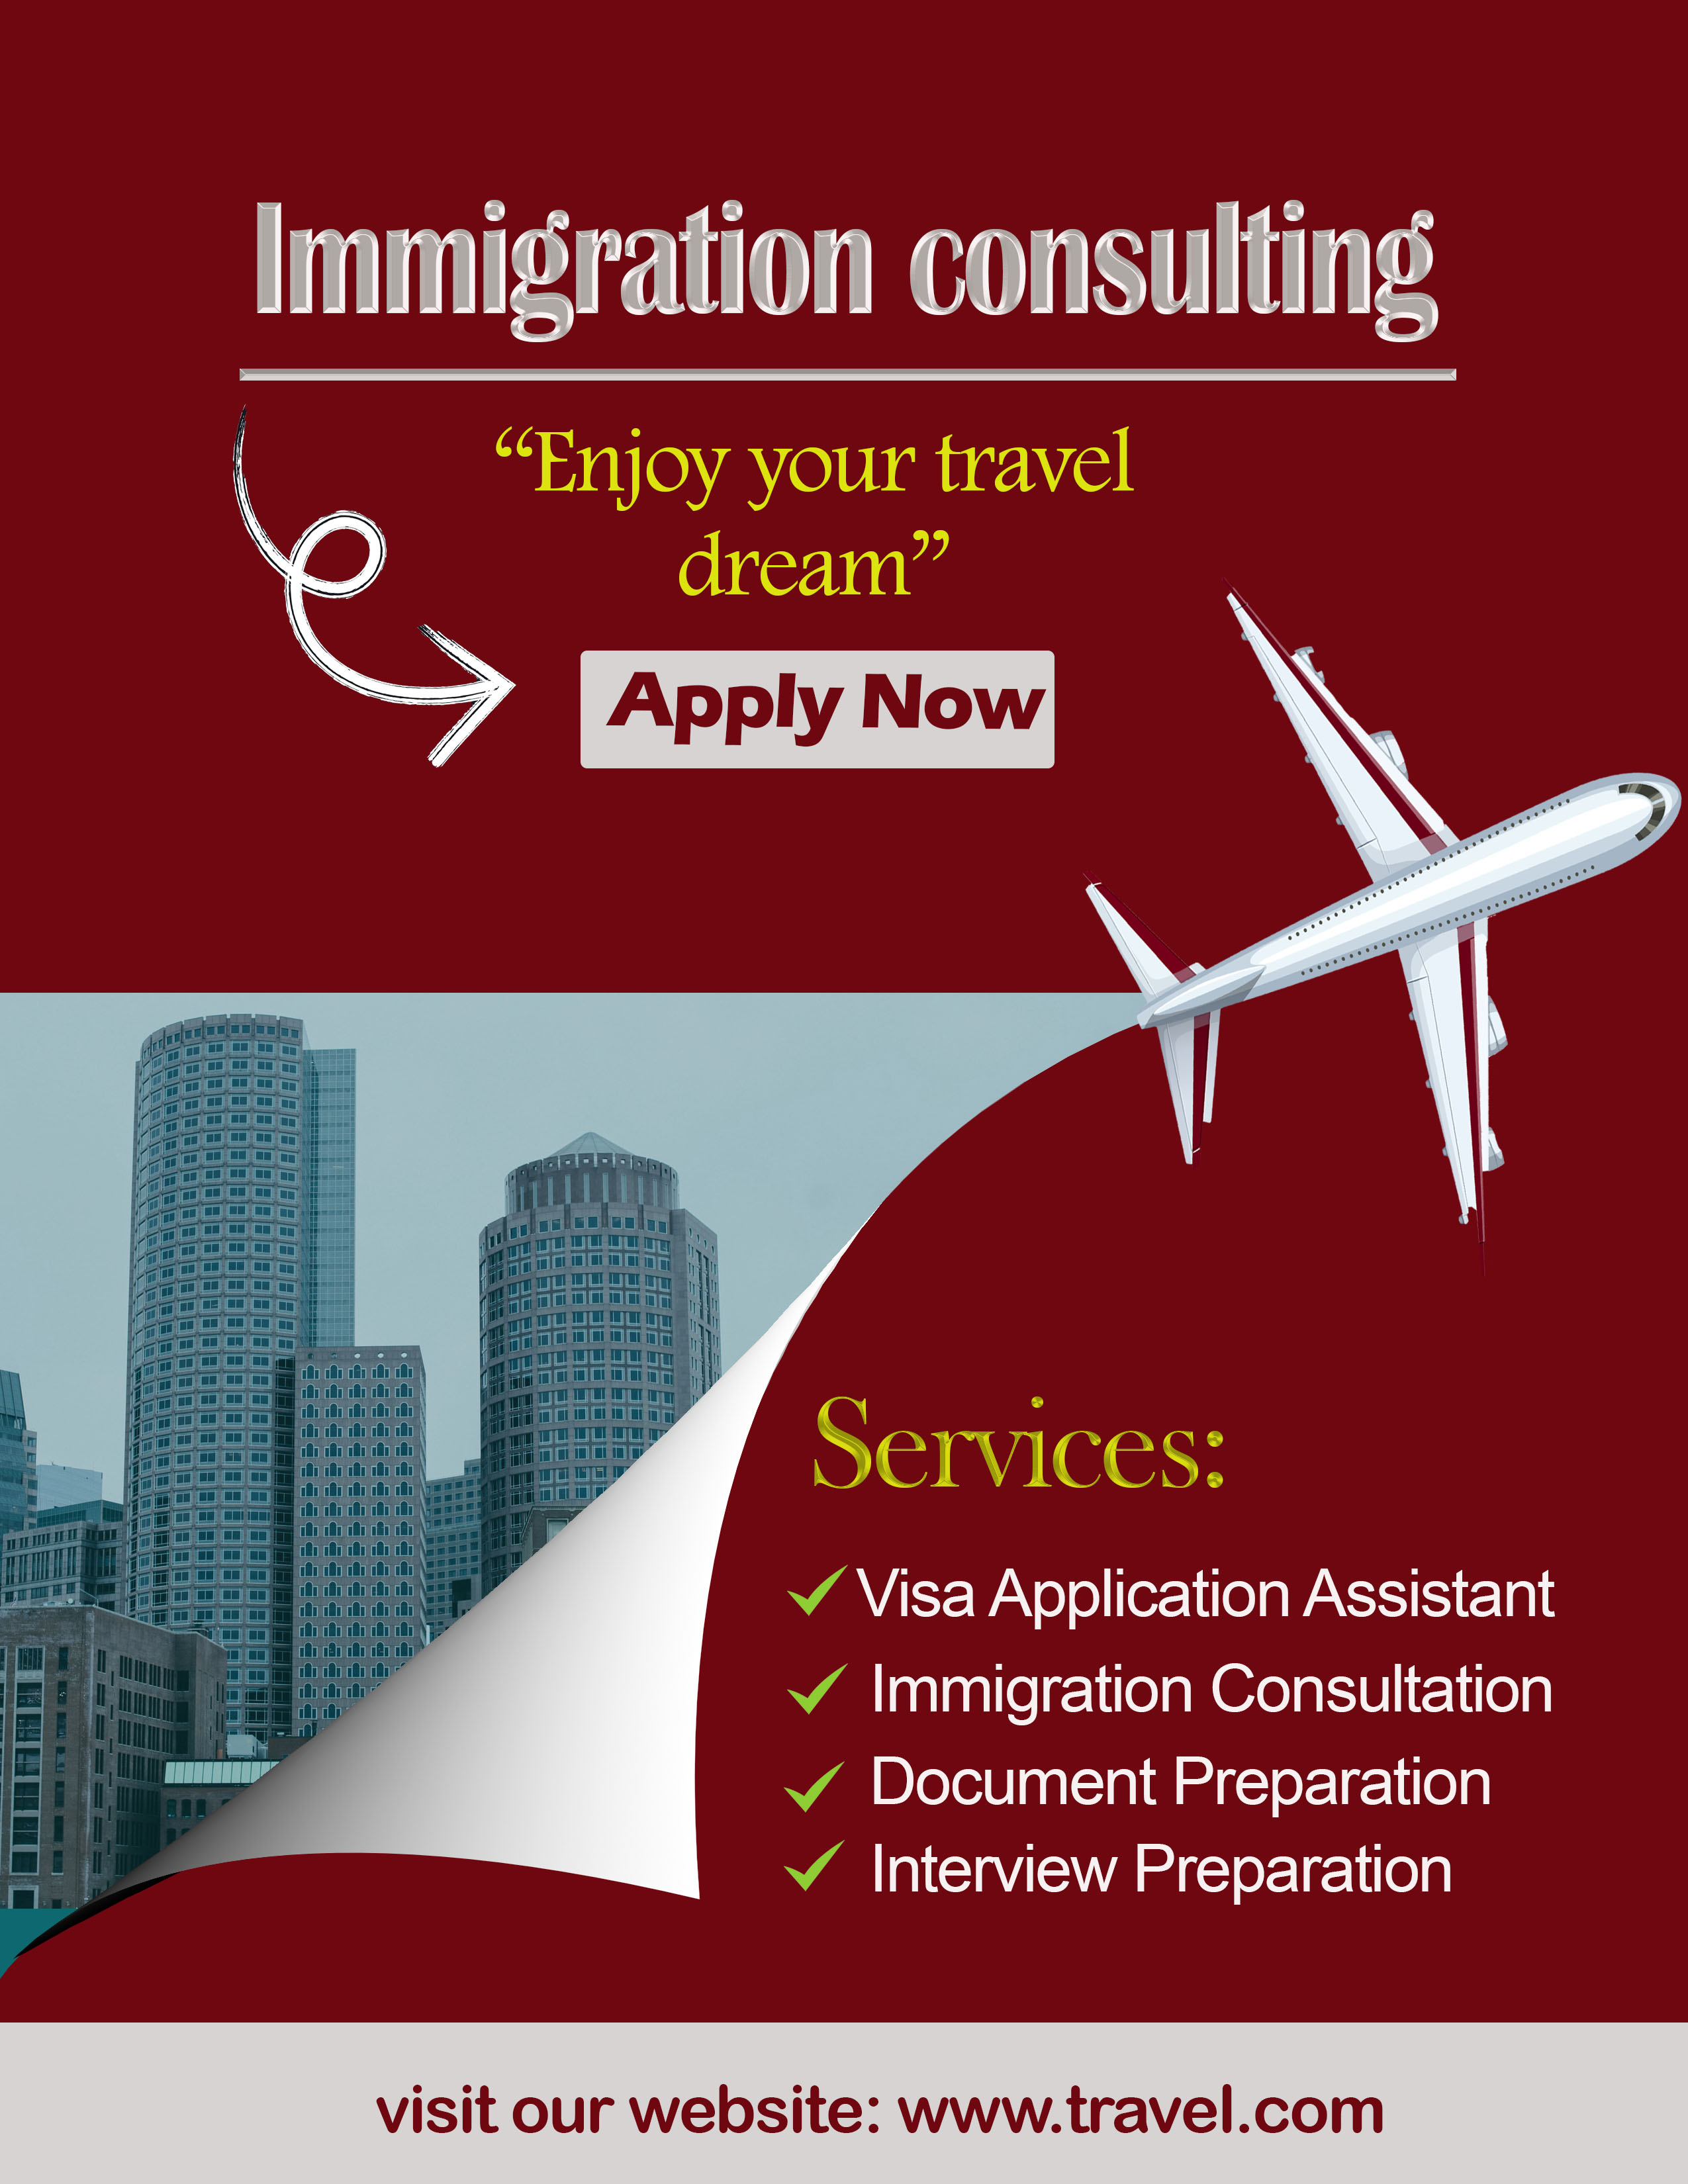 Immigration consulting
“Enjoy your travel
dream”
Apply Now
Services:
Visa Application Assistant
Immigration Consultation
Document Preparation
Interview Preparation
visit our website: www.travel.com